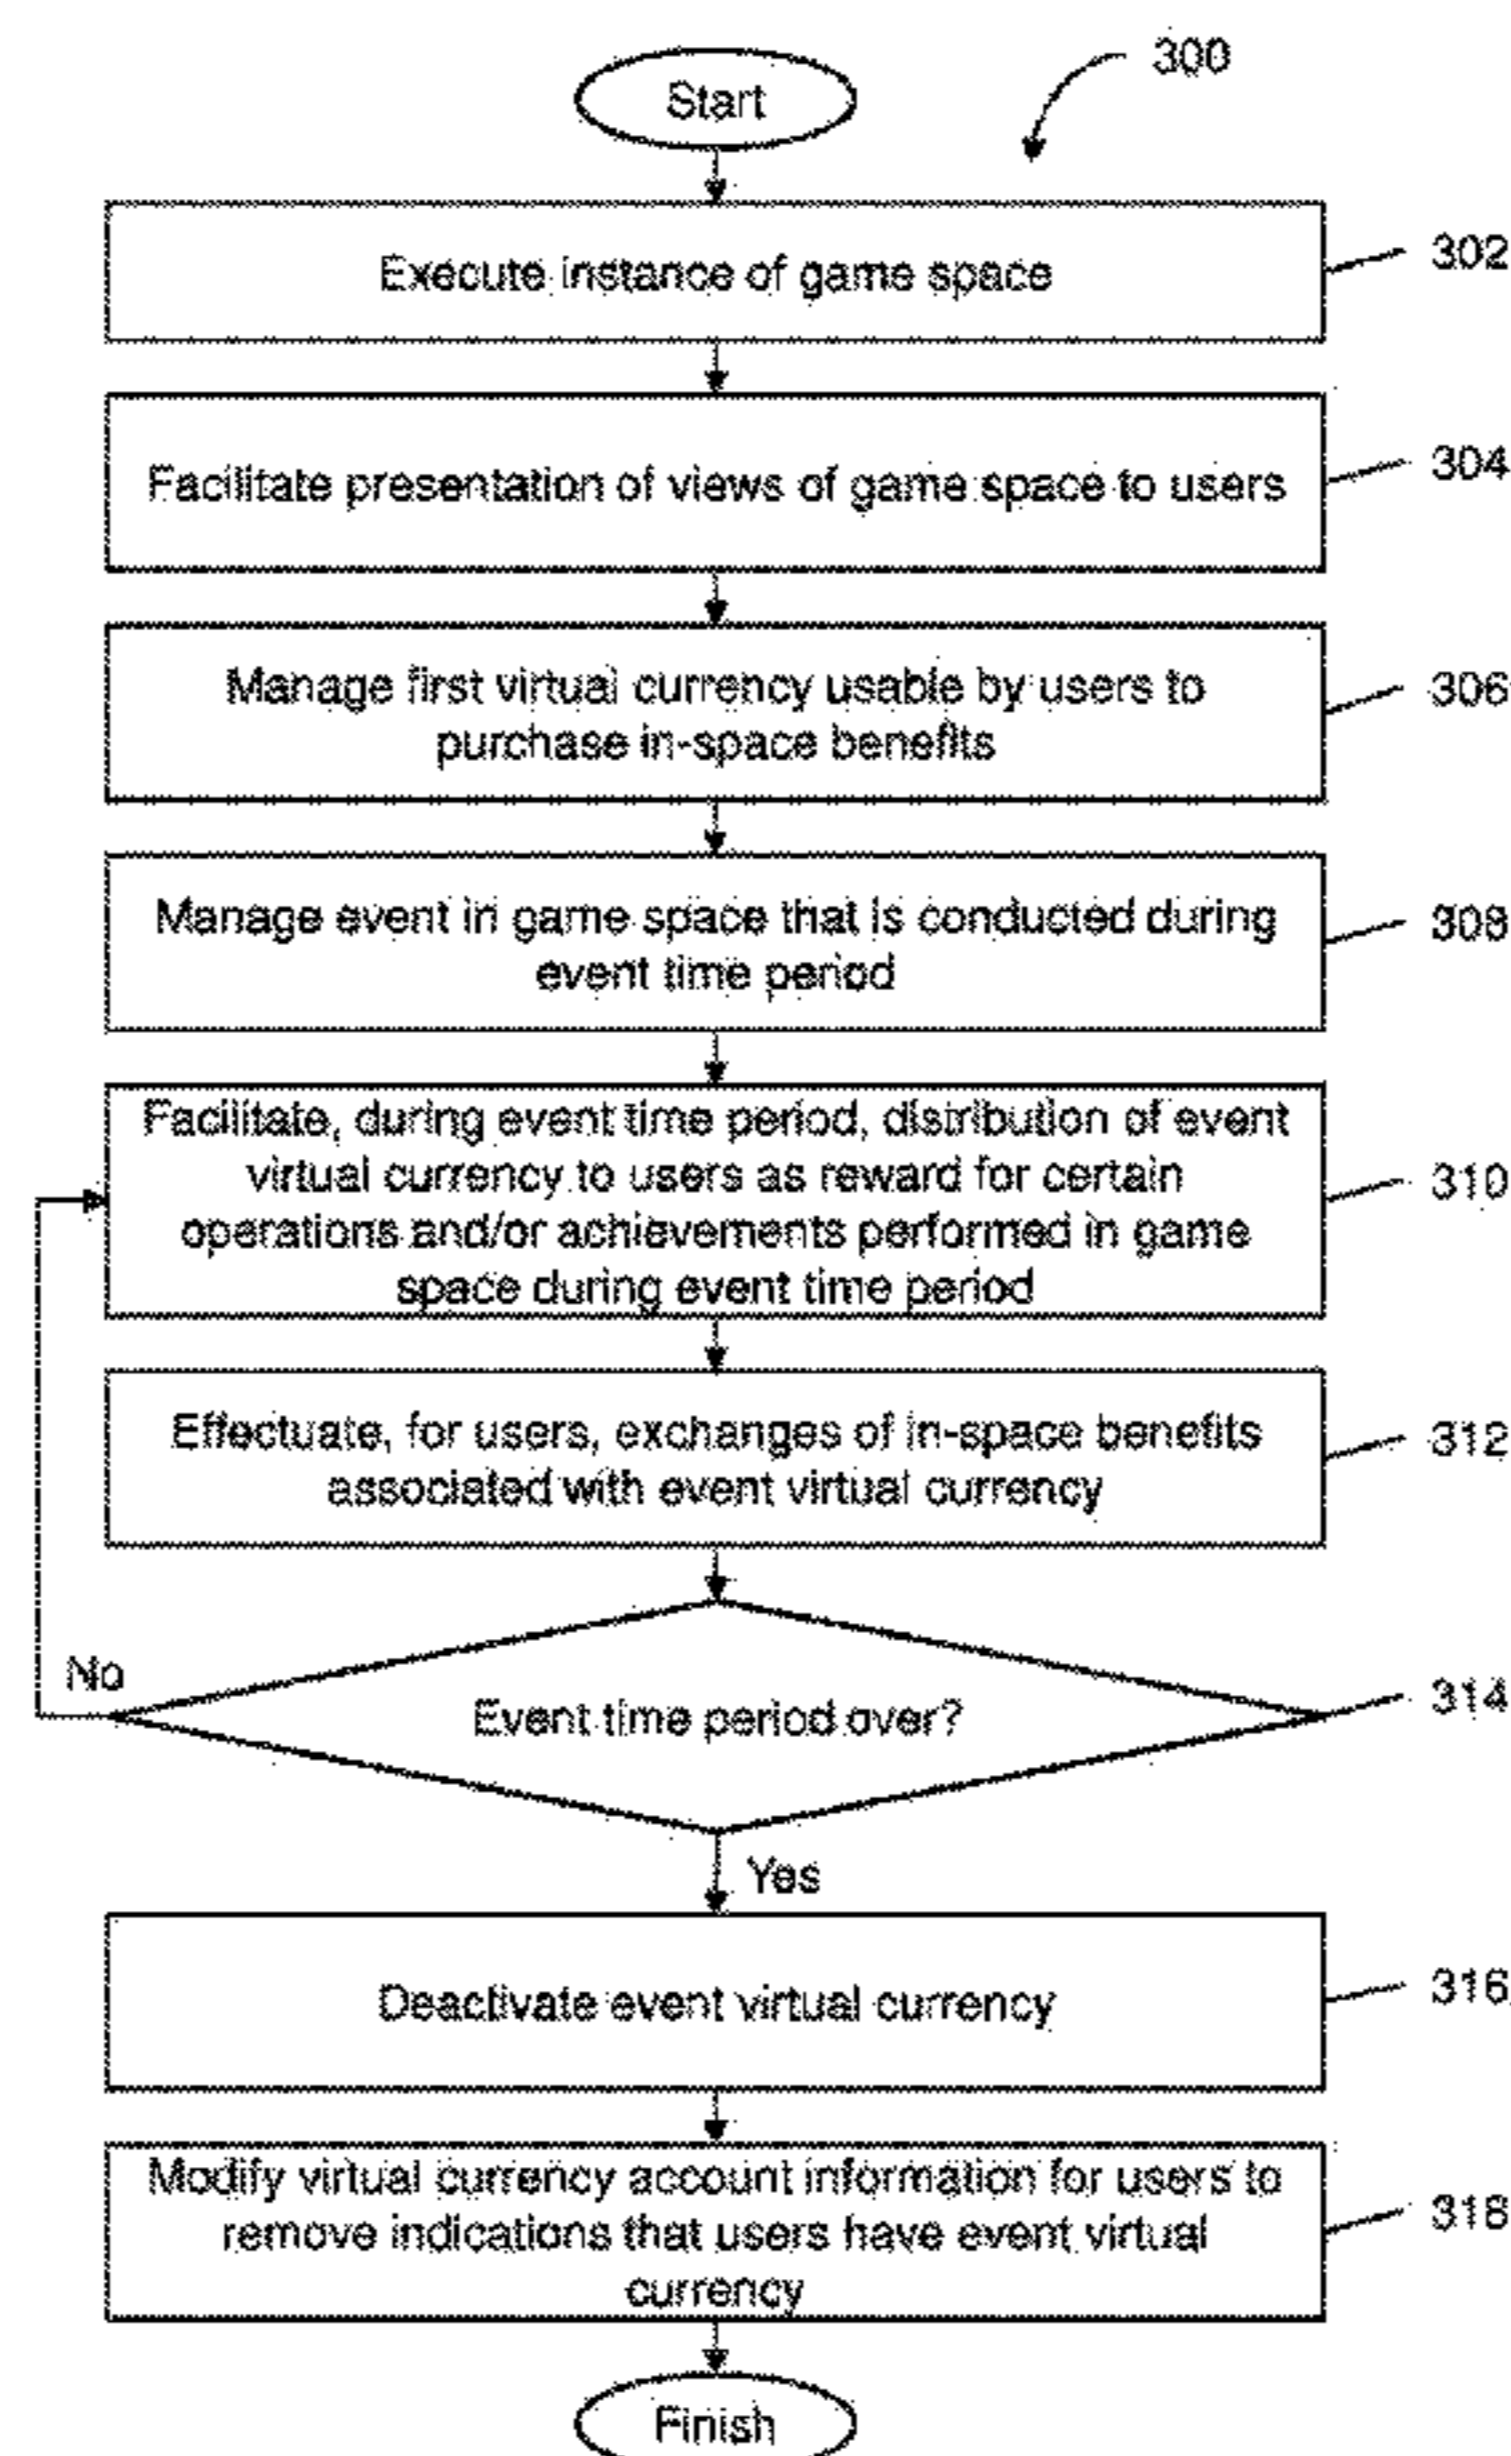 300
Start
Execute instance of game space
302
Facilitate presentation of views of game space to users
304
Manage first virtual currency usable by users to
purchase in-space benefits
306
Manage event in game space that is conducted during
event time period
308
Facilitate, during event time period, distribution of event
virtual currency to users as reward for certain
operations and/or achievements performed in game
space during event time period
310
Effectuate, for users, exchanges of in-space benefits
associated with event virtual currency
312
No
Event time period over?
314
Yes
Deactivate event virtual currency
316
Modify virtual currency account information for users to
remove indications that users have event virtual
currency
318
Finish